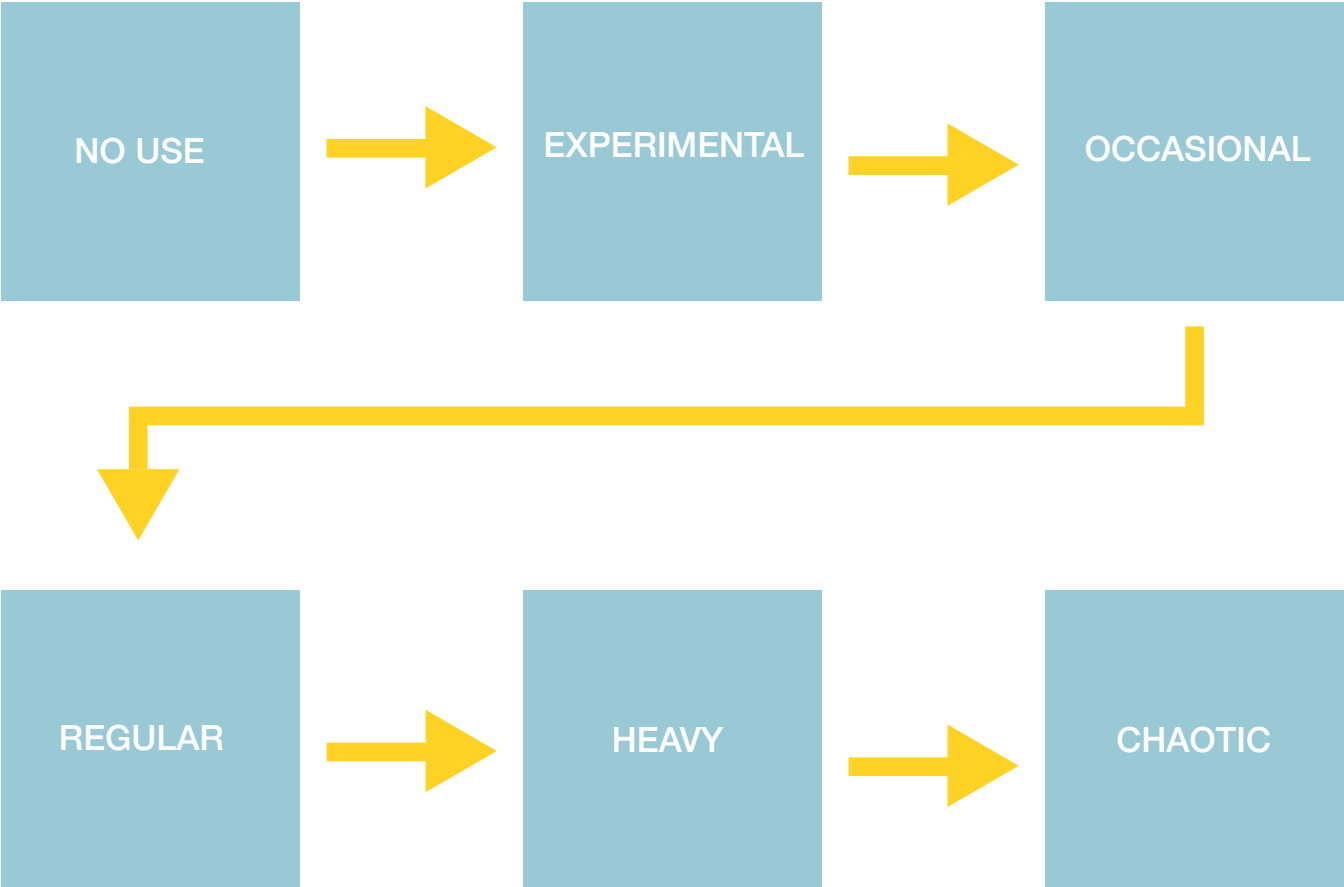 NO USE
EXPERIMENTAL
OCCASIONAL
REGULAR
HEAVY
CHAOTIC